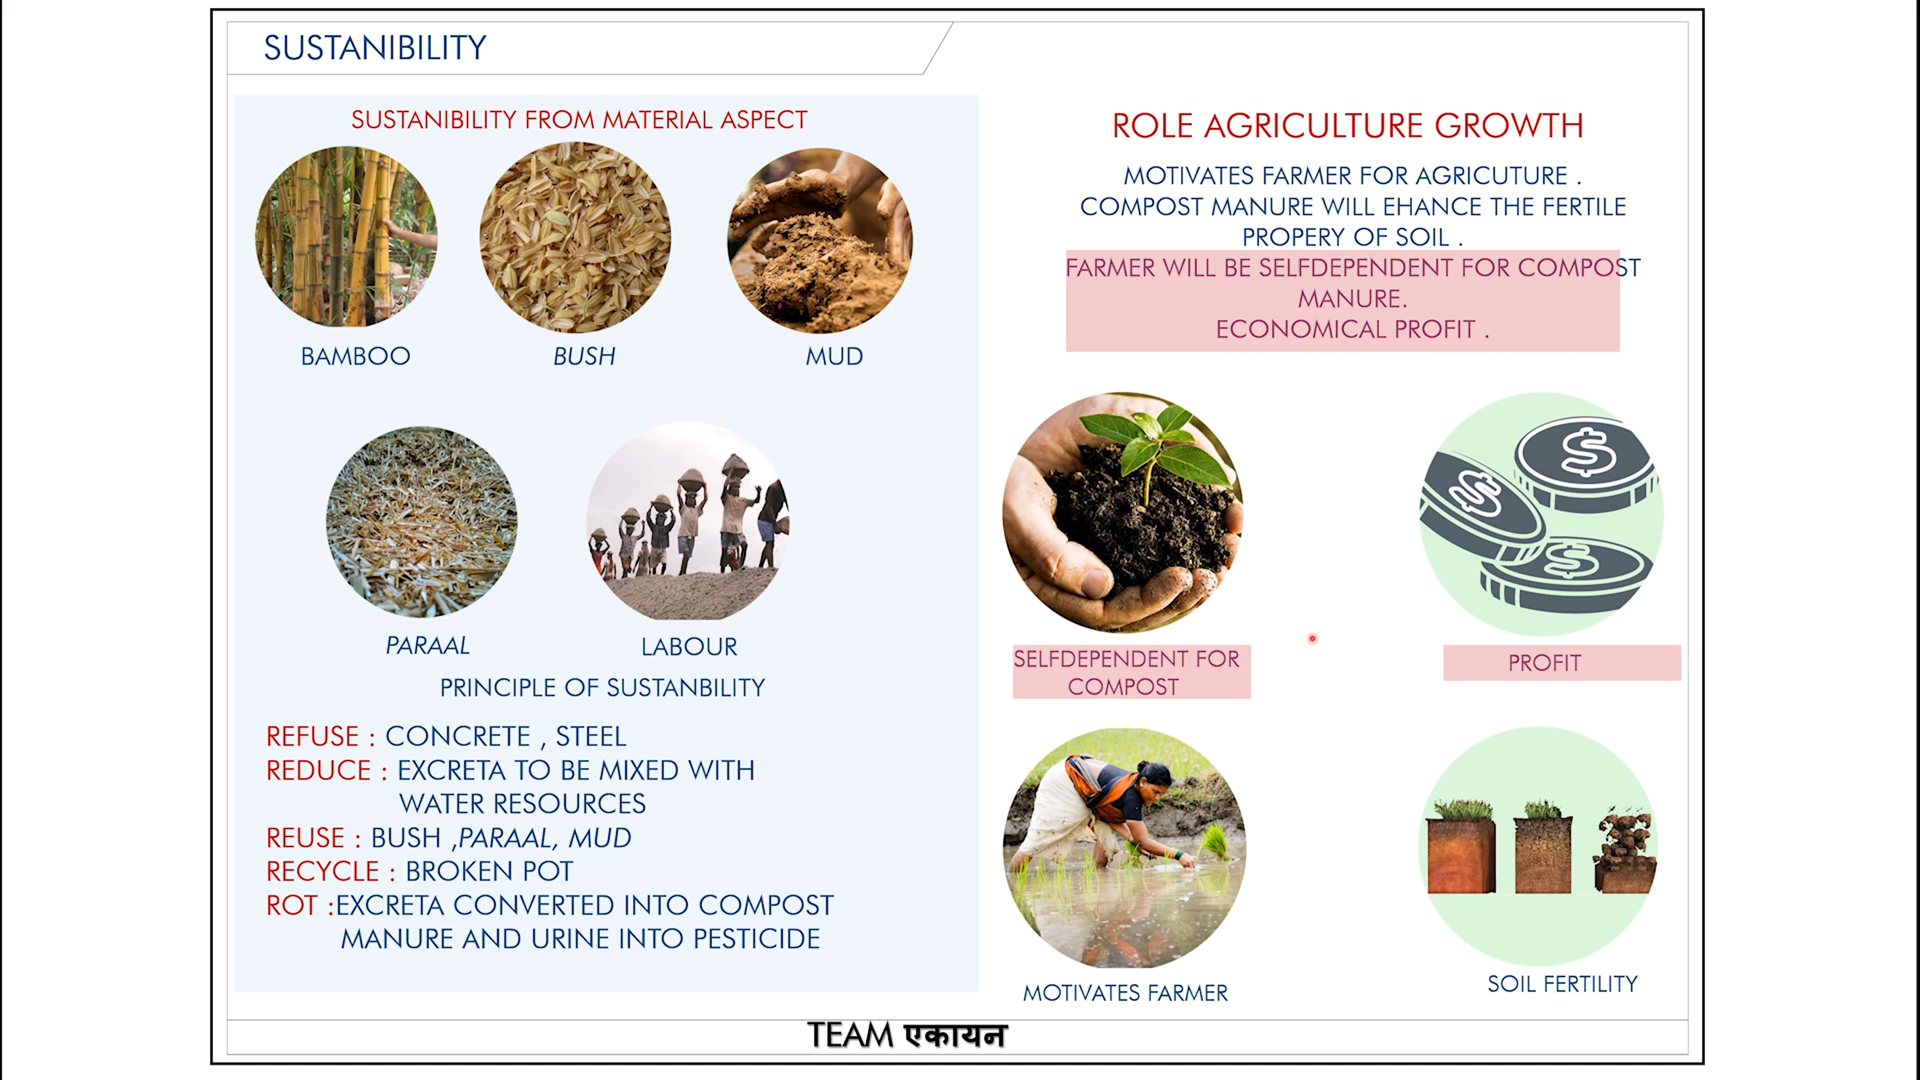 SUSTANIBILITY
SUSTANIBILITY FROM MATERIAL ASPECT
BAMBOO
BUSH
MUD
PARAAL
LABOUR
PRINCIPLE OF SUSTANBILITY
REFUSE : CONCRETE , STEEL
REDUCE : EXCRETA TO BE MIXED WITH
WATER RESOURCES
REUSE : BUSH ,PARAAL, MUD
RECYCLE : BROKEN POT
ROT :EXCRETA CONVERTED INTO COMPOST
MANURE AND URINE INTO PESTICIDE
ROLE AGRICULTURE GROWTH
MOTIVATES FARMER FOR AGRICUTURE .
COMPOST MANURE WILL EHANCE THE FERTILE
PROPERY OF SOIL .
FARMER WILL BE SELFDEPENDENT FOR COMPOST
MANURE.
ECONOMICAL PROFIT .
SELFDEPENDENT FOR
COMPOST
PROFIT
MOTIVATES FARMER
SOIL FERTILITY
TEAM एकायन